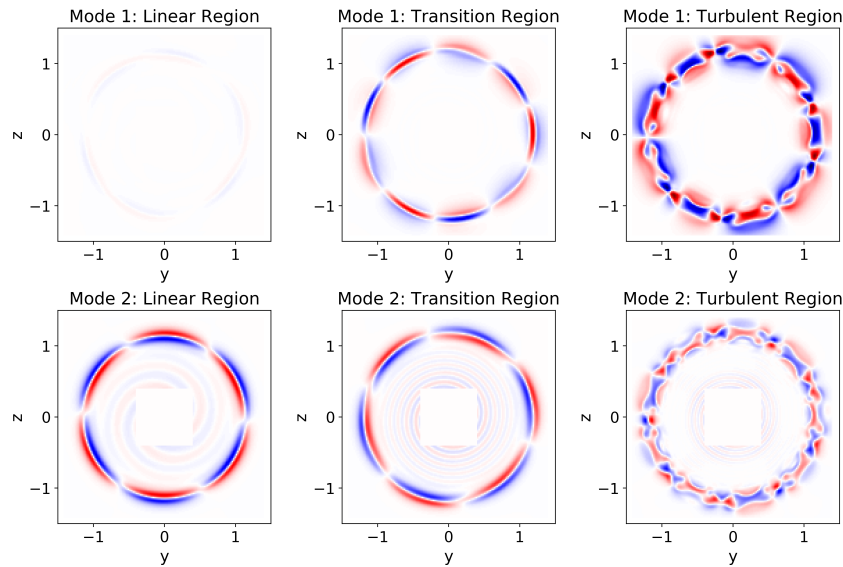 Mode 1: Linear Region
Mode 1: Transition Region
Mode 1: Turbulent Region
z
1
0
−1
−1
0
1
y
z
1
0
−1
−1
0
1
y
z
1
0
−1
−1
0
1
y
Mode 2: Linear Region
Mode 2: Transition Region
Mode 2: Turbulent Region
z
1
0
−1
−1
0
1
y
z
1
0
−1
−1
0
1
y
z
1
0
−1
−1
0
1
y